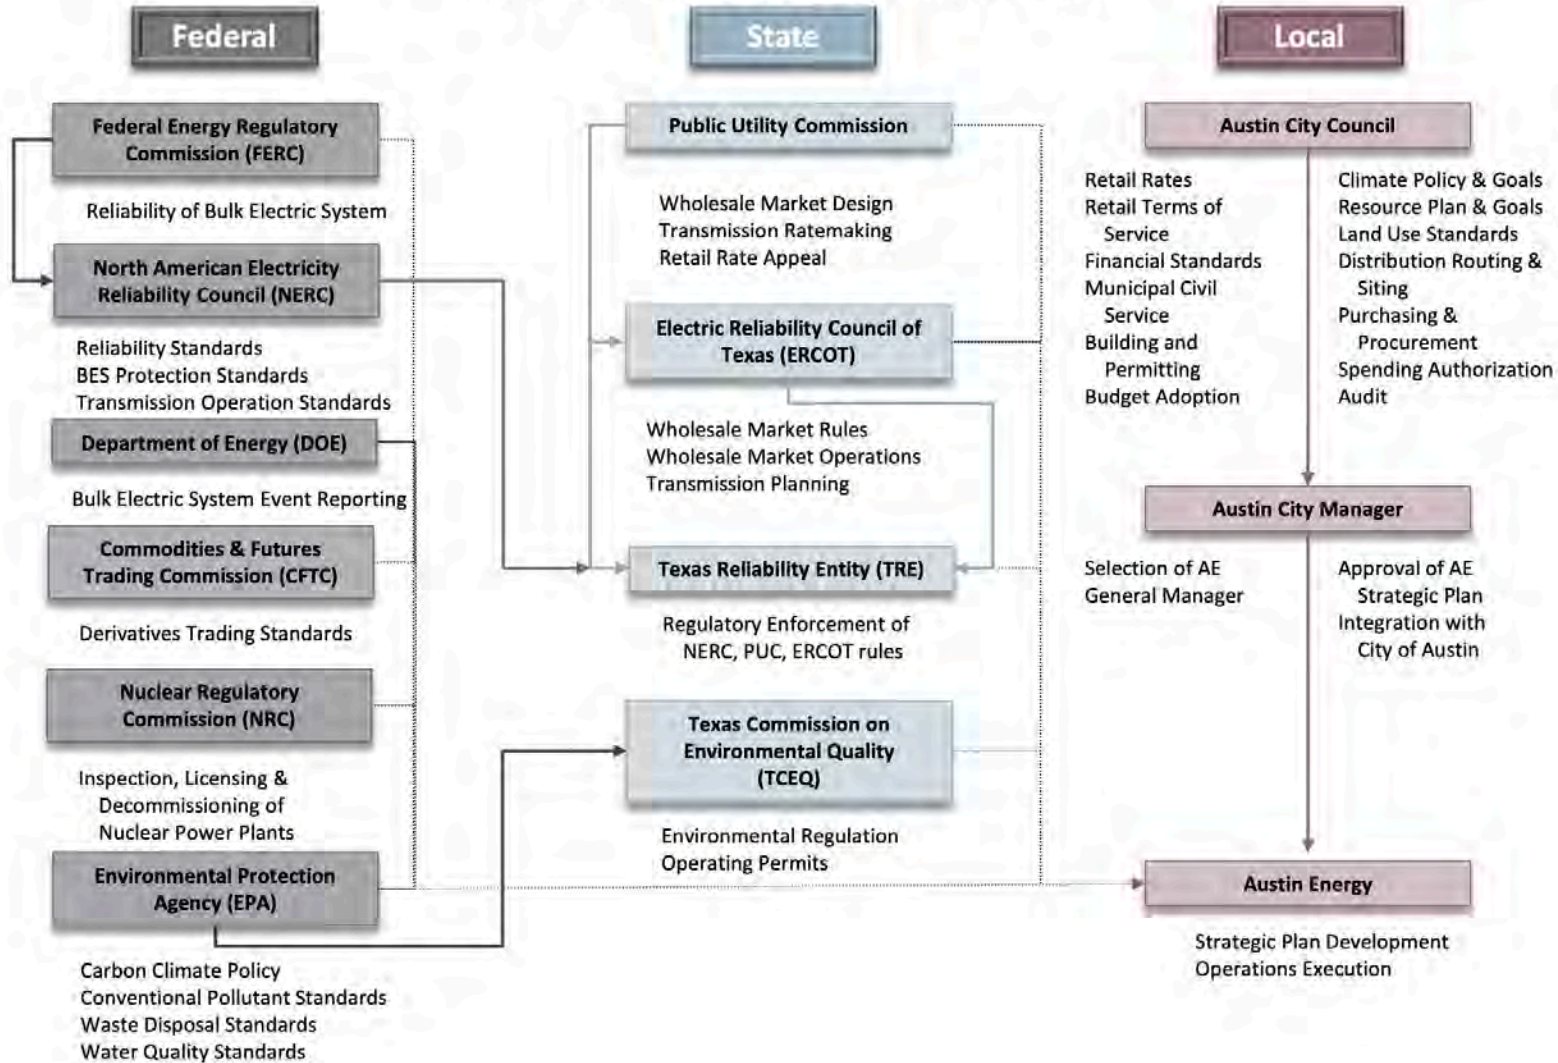 Federal
Federal Energy Regulatory
Commission (FERC)
Reliability of Bulk Electric System
North American Electricity
Reliability Council (NERC)
Reliability Standards
BES Protection Standards
Transmission Operation Standards
Department of Energy (DOE)
Bulk Electric System Event Reporting
Commodities & Futures
Trading Commission (CFTC)
Derivatives Trading Standards
Nuclear Regulatory
Commission (NRC)
Inspection, Licensing &
Decommissioning of
Nuclear Power Plants
Environmental Protection
Agency (EPA)
Carbon Climate Policy
Conventional Pollutant Standards
Waste Disposal Standards
Water Quality Standards
State
Public Utility Commission
Wholesale Market Design
Transmission Ratemaking
Retail Rate Appeal
Electric Reliability Council of
Texas (ERCOT)
Wholesale Market Rules
Wholesale Market Operations
Transmission Planning
Texas Reliability Entity (TRE)
Regulatory Enforcement of
NERC, PUC, ERCOT rules
Texas Commission on
Environmental Quality
(TCEQ)
Environmental Regulation
Operating Permits
Local
Austin City Council
Retail Rates
Retail Terms of
Service
Financial Standards
Municipal Civil
Service
Building and
Permitting
Budget Adoption
Climate Policy & Goals
Resource Plan & Goals
Land Use Standards
Distribution Routing &
Siting
Purchasing &
Procurement
Spending Authorization
Audit
Austin City Manager
Selection of AE
General Manager
Approval of AE
Strategic Plan
Integration with
City of Austin
Austin Energy
Strategic Plan Development
Operations Execution